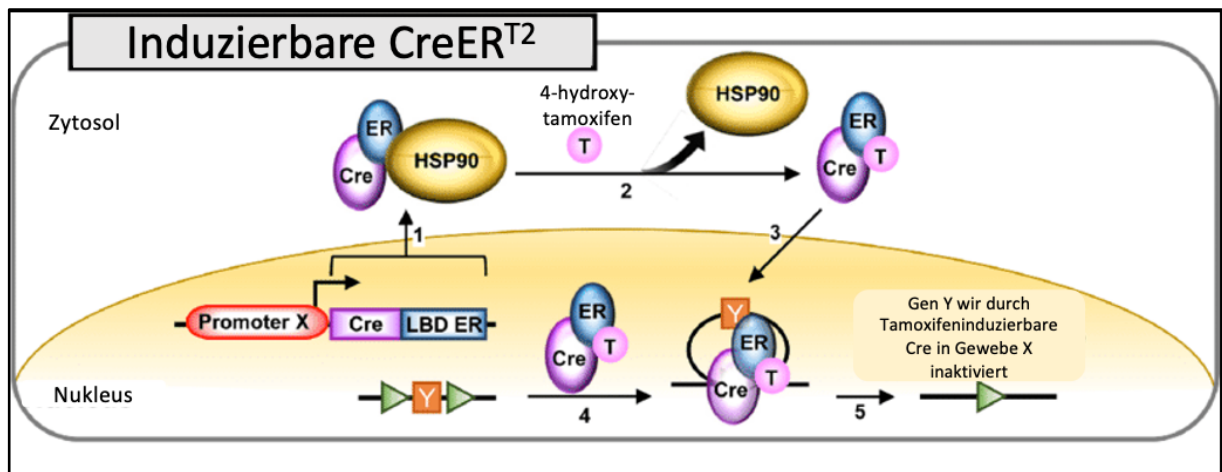 Induzierbare CreER^T2
Zytosol
4-hydroxy-
tamoxifen
T
HSP90
ER
Cre
HSP90
2
ER
Cre
T
1
3
Promoter X
Cre
LBD ER
ER
Cre
T
Y
ER
Cre
T
Gen Y wir durch
Tamoxifeninduzierbare
Cre in Gewebe X
inaktiviert
Nukleus
Y
4
5